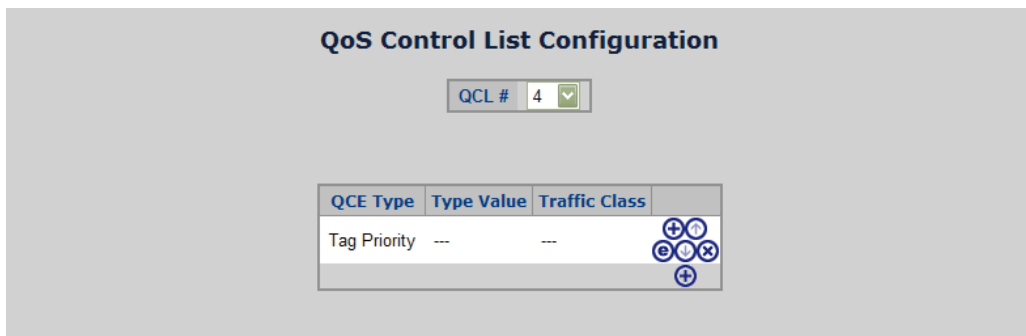 QoS Control List Configuration
QCL # 4
QCE Type Type Value Traffic Class
Tag Priority --- ---
e